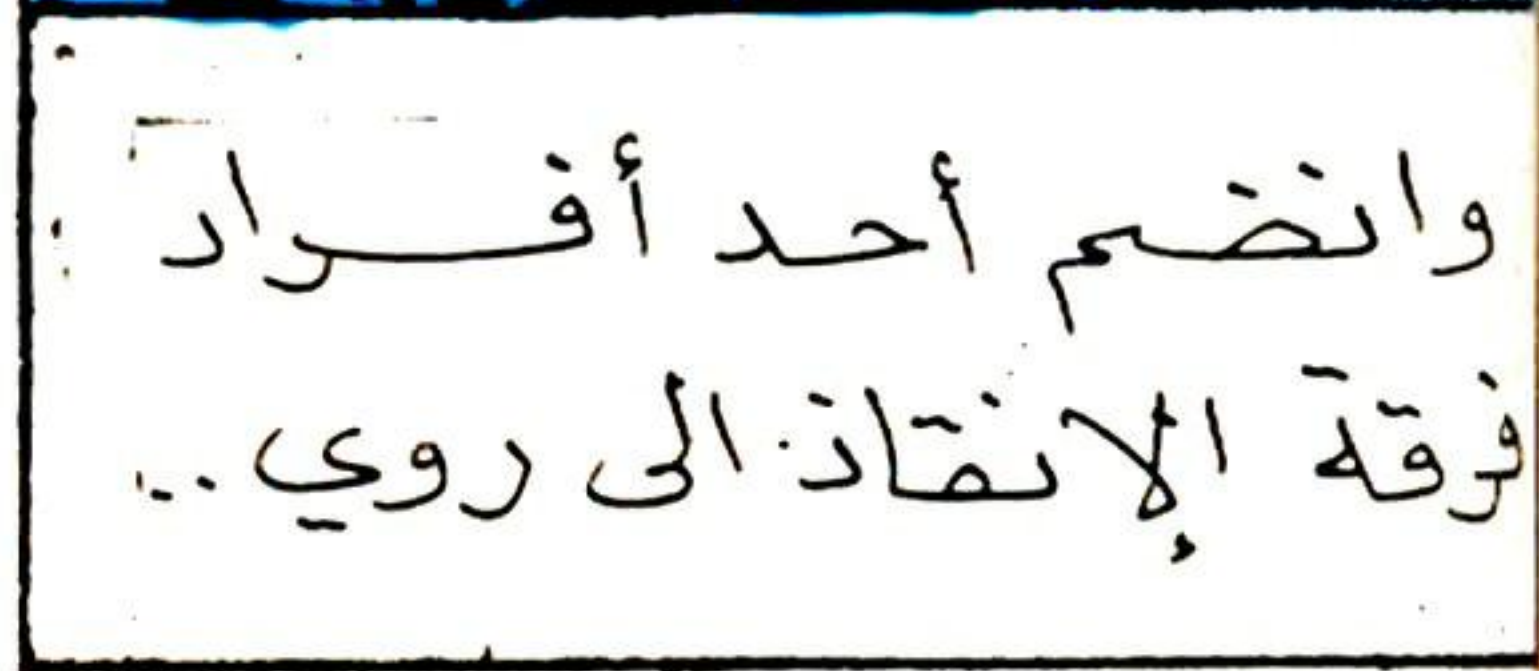 وانضم أحد أفراد
فرقة الإنقاذ الى روي ..